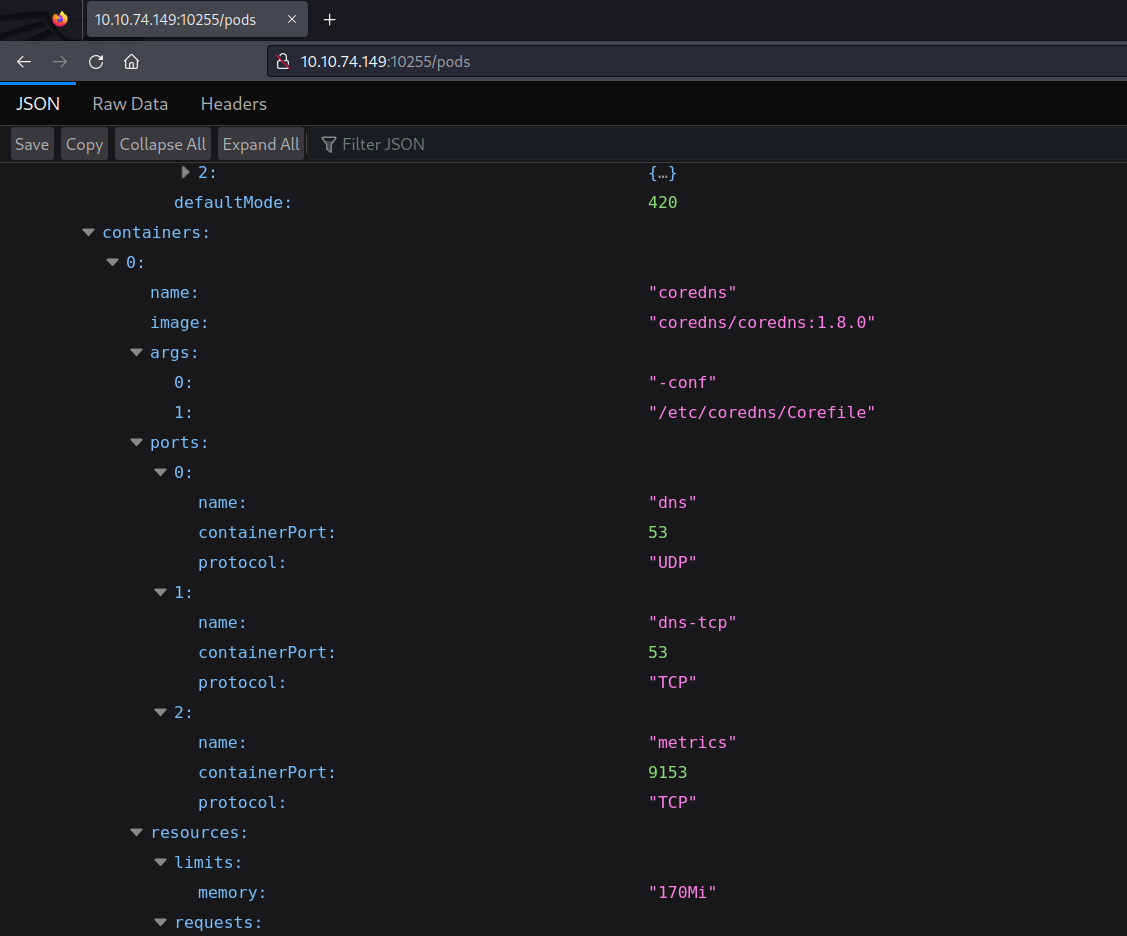 10.10.74.149:10255/pods
10.10.74.149:10255/pods
JSON Raw Data Headers
Save Copy Collapse All Expand All Filter JSON
2: {…}
defaultMode: 420
containers:
0:
name: "coredns"
image: "coredns/coredns:1.8.0"
args:
0: "-conf"
1: "/etc/coredns/Corefile"
ports:
0:
name: "dns"
containerPort: 53
protocol: "UDP"
1:
name: "dns-tcp"
containerPort: 53
protocol: "TCP"
2:
name: "metrics"
containerPort: 9153
protocol: "TCP"
resources:
limits:
memory: "170Mi"
requests: